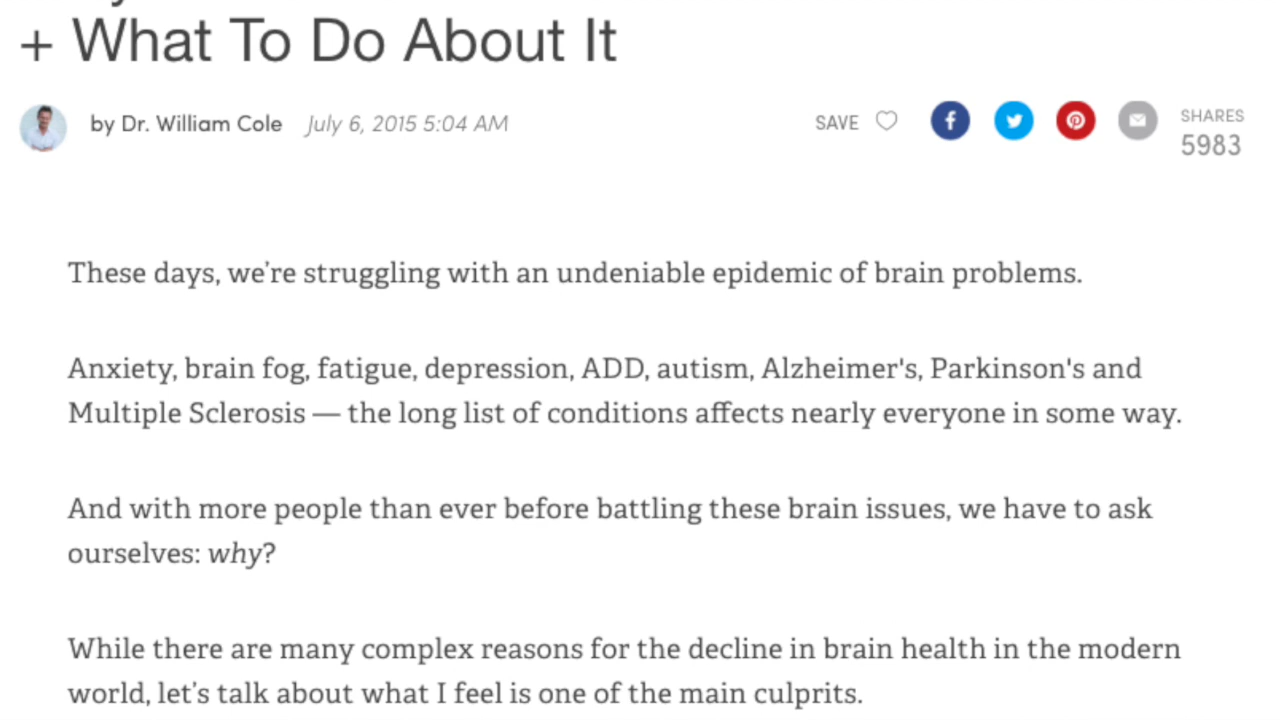 + What To Do About It
by Dr. William Cole July 6, 2015 5:04 AM
SAVE
SHARES
5983
These days, we’re struggling with an undeniable epidemic of brain problems.
Anxiety, brain fog, fatigue, depression, ADD, autism, Alzheimer's, Parkinson's and
Multiple Sclerosis — the long list of conditions affects nearly everyone in some way.
And with more people than ever before battling these brain issues, we have to ask
ourselves: why?
While there are many complex reasons for the decline in brain health in the modern
world, let’s talk about what I feel is one of the main culprits.